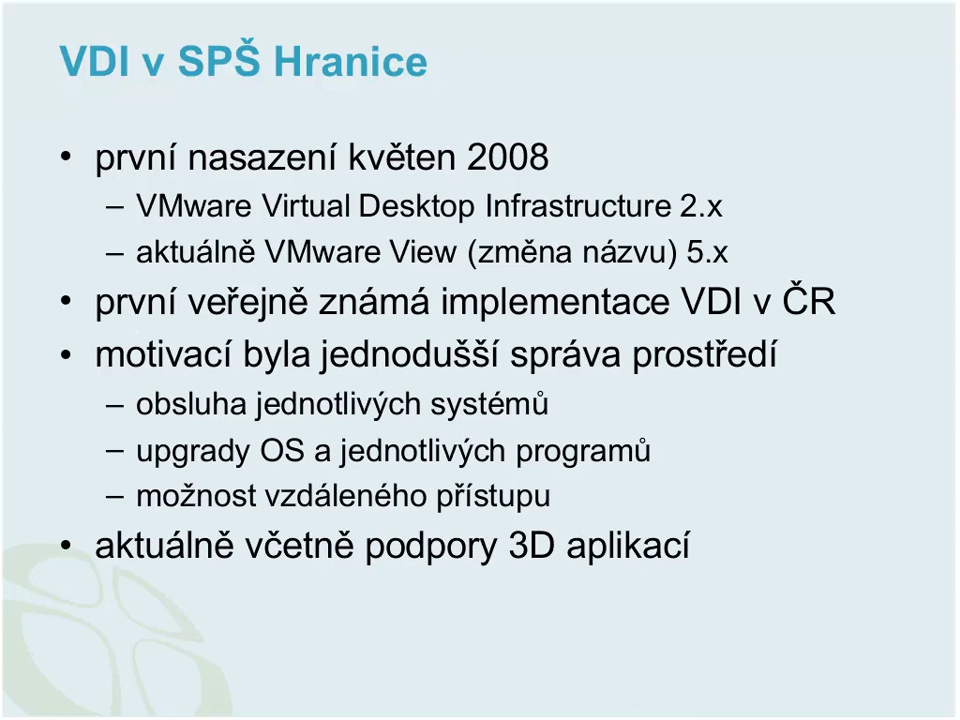 VDI v SPŠ Hranice
• první nasazení květen 2008
– VMware Virtual Desktop Infrastructure 2.x
– aktuálně VMware View (změna názvu) 5.x
• první veřejně známá implementace VDI v ČR
• motivací byla jednodušší správa prostředí
– obsluha jednotlivých systémů
– upgrady OS a jednotlivých programů
– možnost vzdáleného přístupu
• aktuálně včetně podpory 3D aplikací